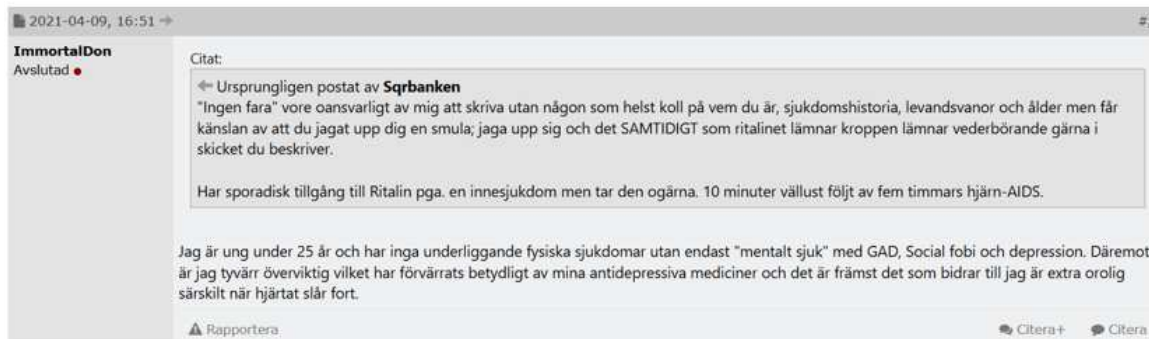 2021-04-09, 16:51
#
ImmortalDon
Avslutad
Citat:
Ursprungligen postat av Sqrbanken
"Ingen fara" vore oansvarligt av mig att skriva utan någon som helst koll på vem du är, sjukdomshistoria, levandsvanor och ålder men får
känslan av att du jagat upp dig en smula; jaga upp sig och det SAMTIDIGT som ritalinet lämnar kroppen lämnar vederbörande gärna i
skicket du beskriver.
Har sporadisk tillgång till Ritalin pga. en innesjukdom men tar den ogärna. 10 minuter vällust följt av fem timmars hjärn-AIDS.
Jag är ung under 25 år och har inga underliggande fysiska sjukdomar utan endast "mentalt sjuk" med GAD, Social fobi och depression. Däremot
är jag tyvärr överviktig vilket har förvärrats betydligt av mina antidepressiva mediciner och det är främst det som bidrar till jag är extra orolig
särskilt när hjärtat slår fort.
Rapportera
Citera+ Citera